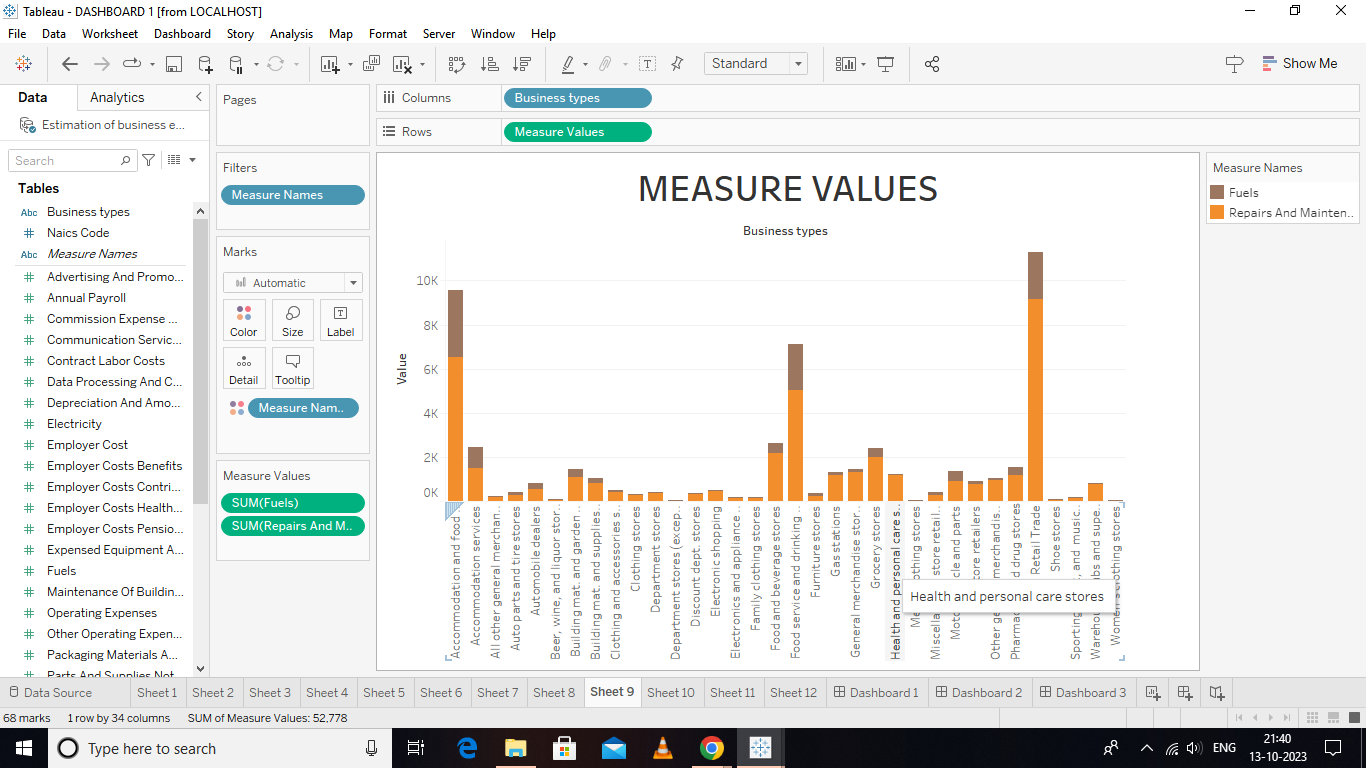 Tableau - DASHBOARD 1 [from LOCALHOST]
File Data Worksheet Dashboard Story Analysis Map Format Server Window Help
Standard
Show Me
Data Analytics
Estimation of business e...
Search
Tables
Abc Business types
# Naics Code
Abc Measure Names
# Advertising And Promo...
# Annual Payroll
# Commission Expense ...
# Communication Servic...
# Contract Labor Costs
# Data Processing And C...
# Depreciation And Amo...
# Electricity
# Employer Cost
# Employer Costs Benefits
# Employer Costs Contri...
# Employer Costs Health...
# Employer Costs Pensio...
# Expensed Equipment A...
# Fuels
# Maintenance Of Buildin...
# Operating Expenses
# Other Operating Expen...
# Packaging Materials A...
# Parts And Supplies Not
Pages
Filters
Measure Names
Marks
Automatic
Color Size Label
Detail Tooltip
Measure Nam..
Measure Values
SUM(Fuels)
SUM(Repairs And M..
Columns Business types
Rows Measure Values
MEASURE VALUES
Business types
Value
10K
8K
6K
4K
2K
0K
Accommodation and food ..
Accommodation services
All other general merchan..
Auto parts and tire stores
Automobile dealers
Beer, wine, and liquor stor..
Building mat. and garden ..
Building mat. and supplies..
Clothing and accessories s..
Clothing stores
Department stores
Department stores (excep..
Discount dept. stores
Electronic shopping
Electronics and appliance ..
Family clothing stores
Food and beverage stores
Food service and drinking ..
Furniture stores
Gas stations
General merchandise stor..
Grocery stores
Health and personal care s..
Me
othing stores
Miscella
store retail..
Moto
cle and parts
ore retailers
Other ge
merchandis..
Pharmac
d drug stores
Retail Trade
Shoe stores
Sporting
, and music..
Warehou
bs and supe..
Women
clothing stores
Health and personal care stores
Measure Names
Fuels
Repairs And Mainten..
Data Source Sheet 1 Sheet 2 Sheet 3 Sheet 4 Sheet 5 Sheet 6 Sheet 7 Sheet 8 Sheet 9 Sheet 10 Sheet 11 Sheet 12 Dashboard 1 Dashboard 2 Dashboard 3
68 marks 1 row by 34 columns SUM of Measure Values: 52,778
Type here to search
ENG
21:40
13-10-2023